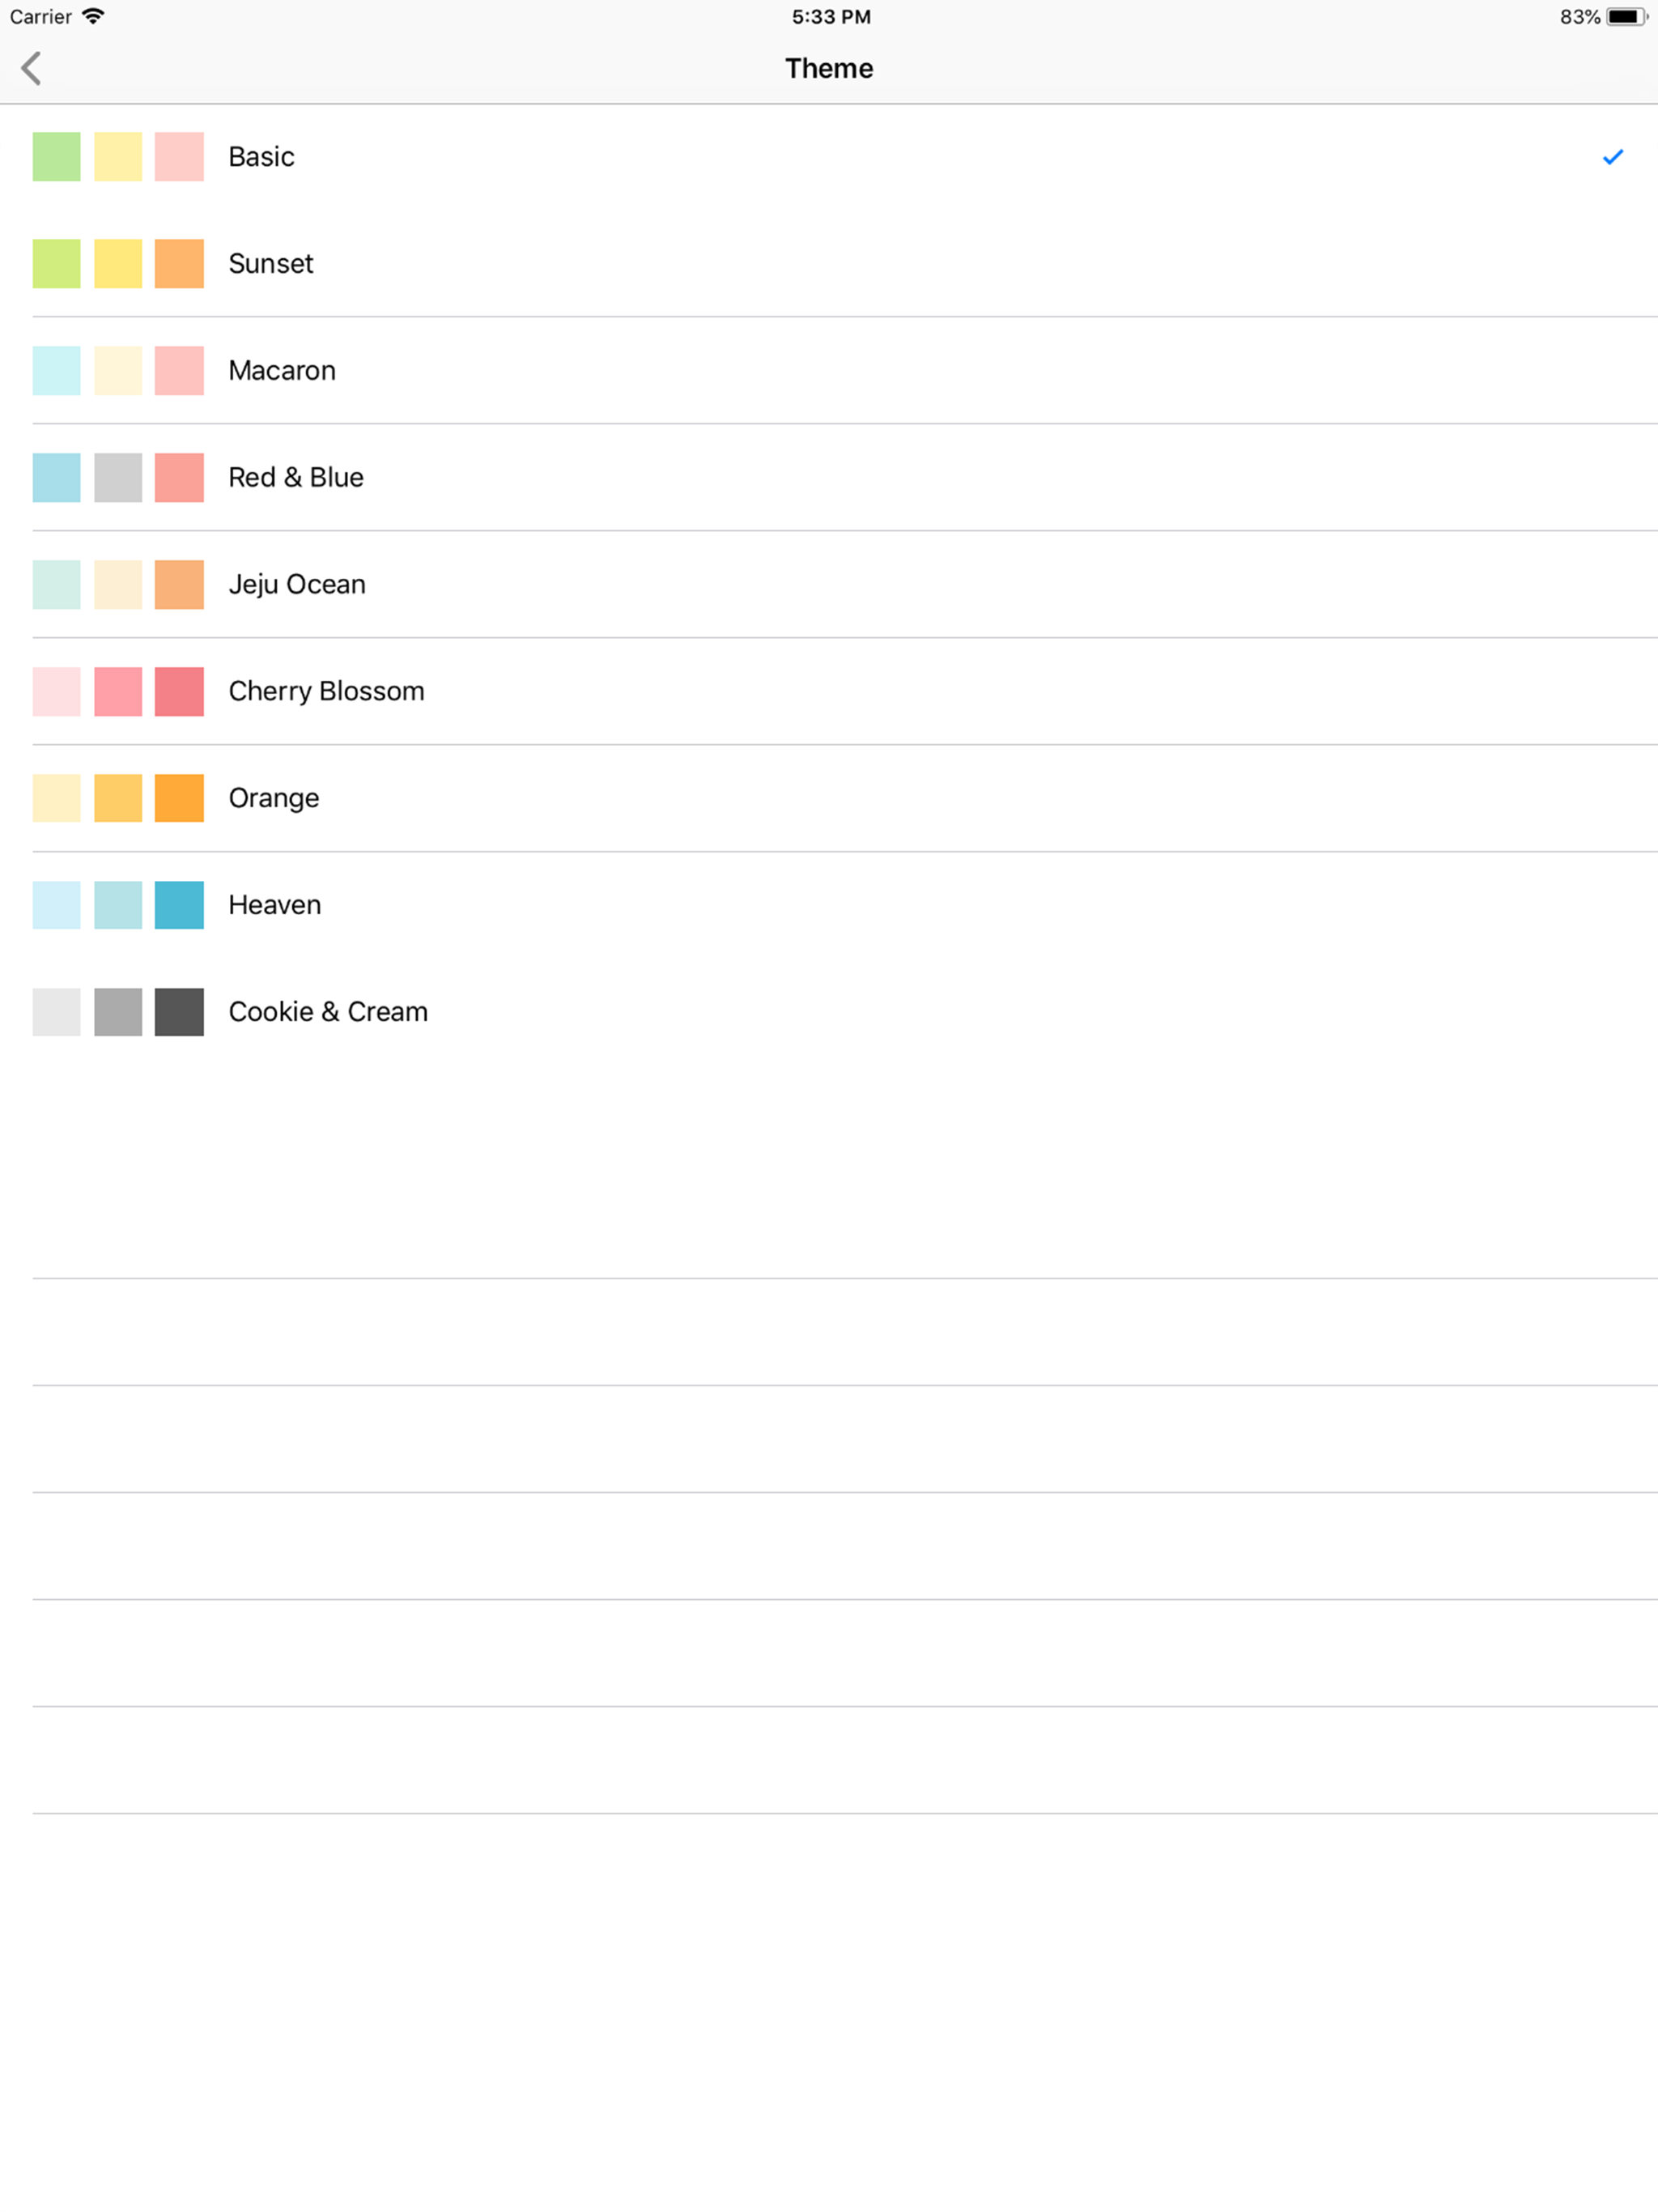 Carrier 5:33 PM 83%
Theme
Basic
Sunset
Macaron
Red & Blue
Jeju Ocean
Cherry Blossom
Orange
Heaven
Cookie & Cream